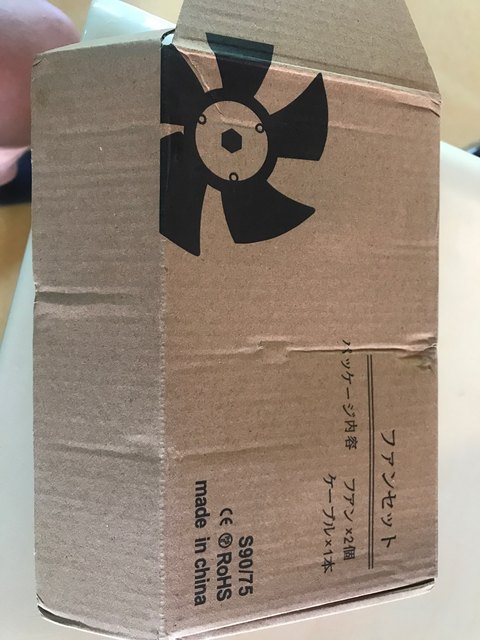 ファンセット
パッケージ内容 ファン×2個
ケーブル×1本
S90/75
CE RoHS
made in china